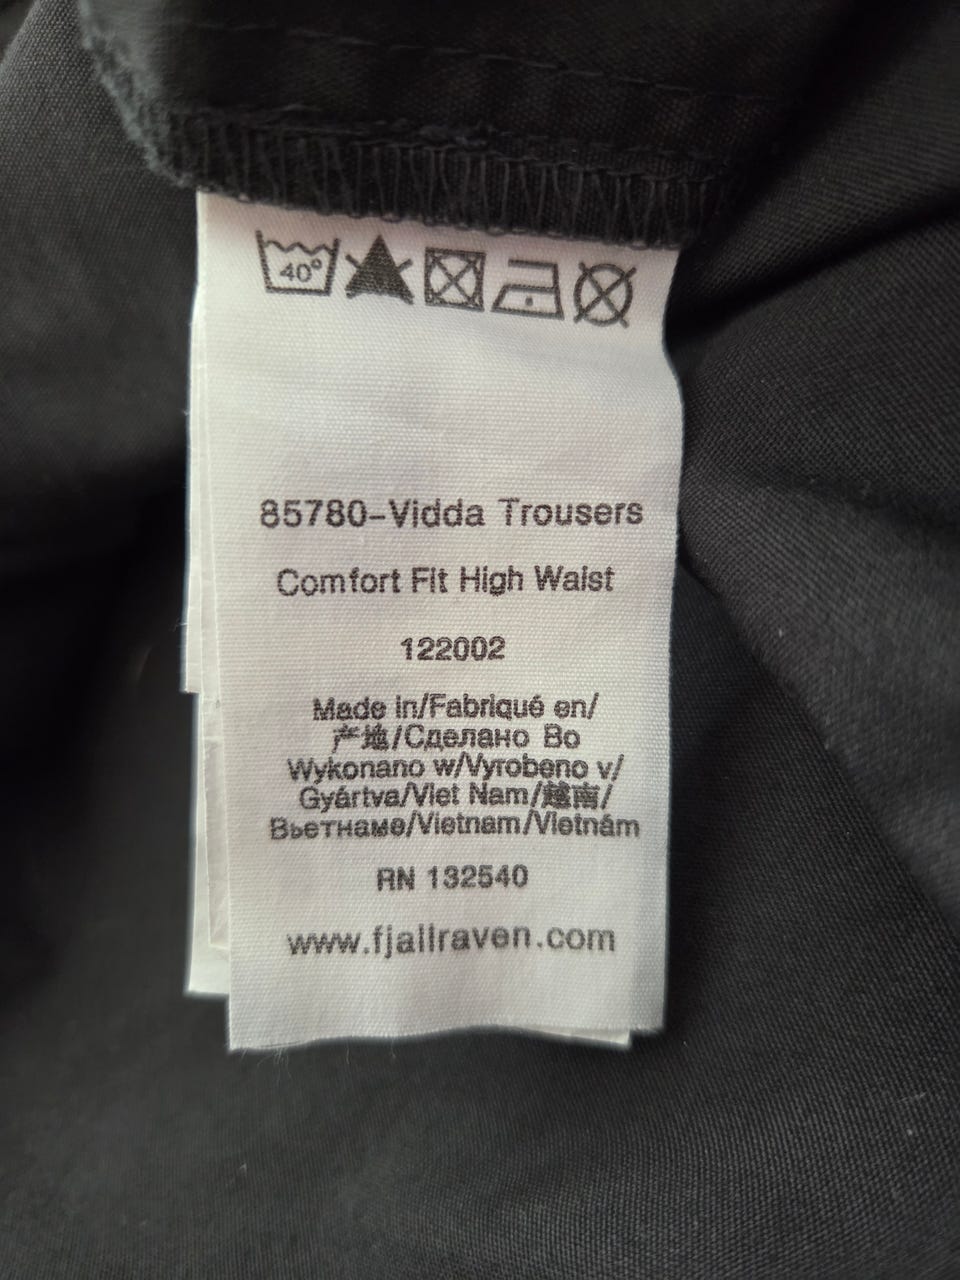 40°
85780-Vidda Trousers
Comfort Fit High Waist
122002
Made in/Fabriqué en/
产地/Сделано Во
Wykonano w/Vyrobeno v/
Gyártva/Viet Nam/越南/
Вьетнаме/Vietnam/Vietnám
RN 132540
www.fjallraven.com